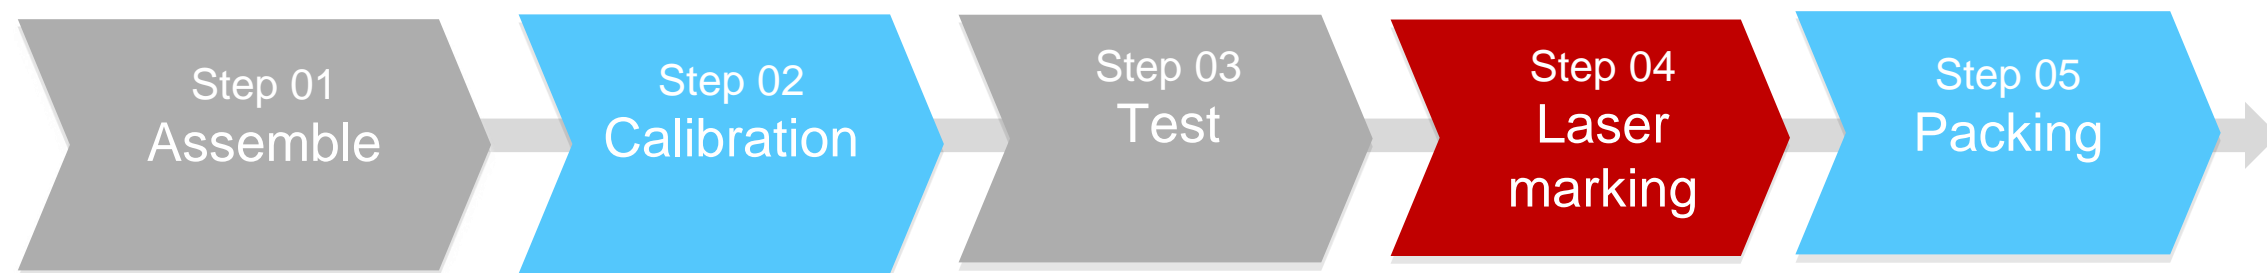 Step 01
Assemble
Step 02
Calibration
Step 03
Test
Step 04
Laser
marking
Step 05
Packing